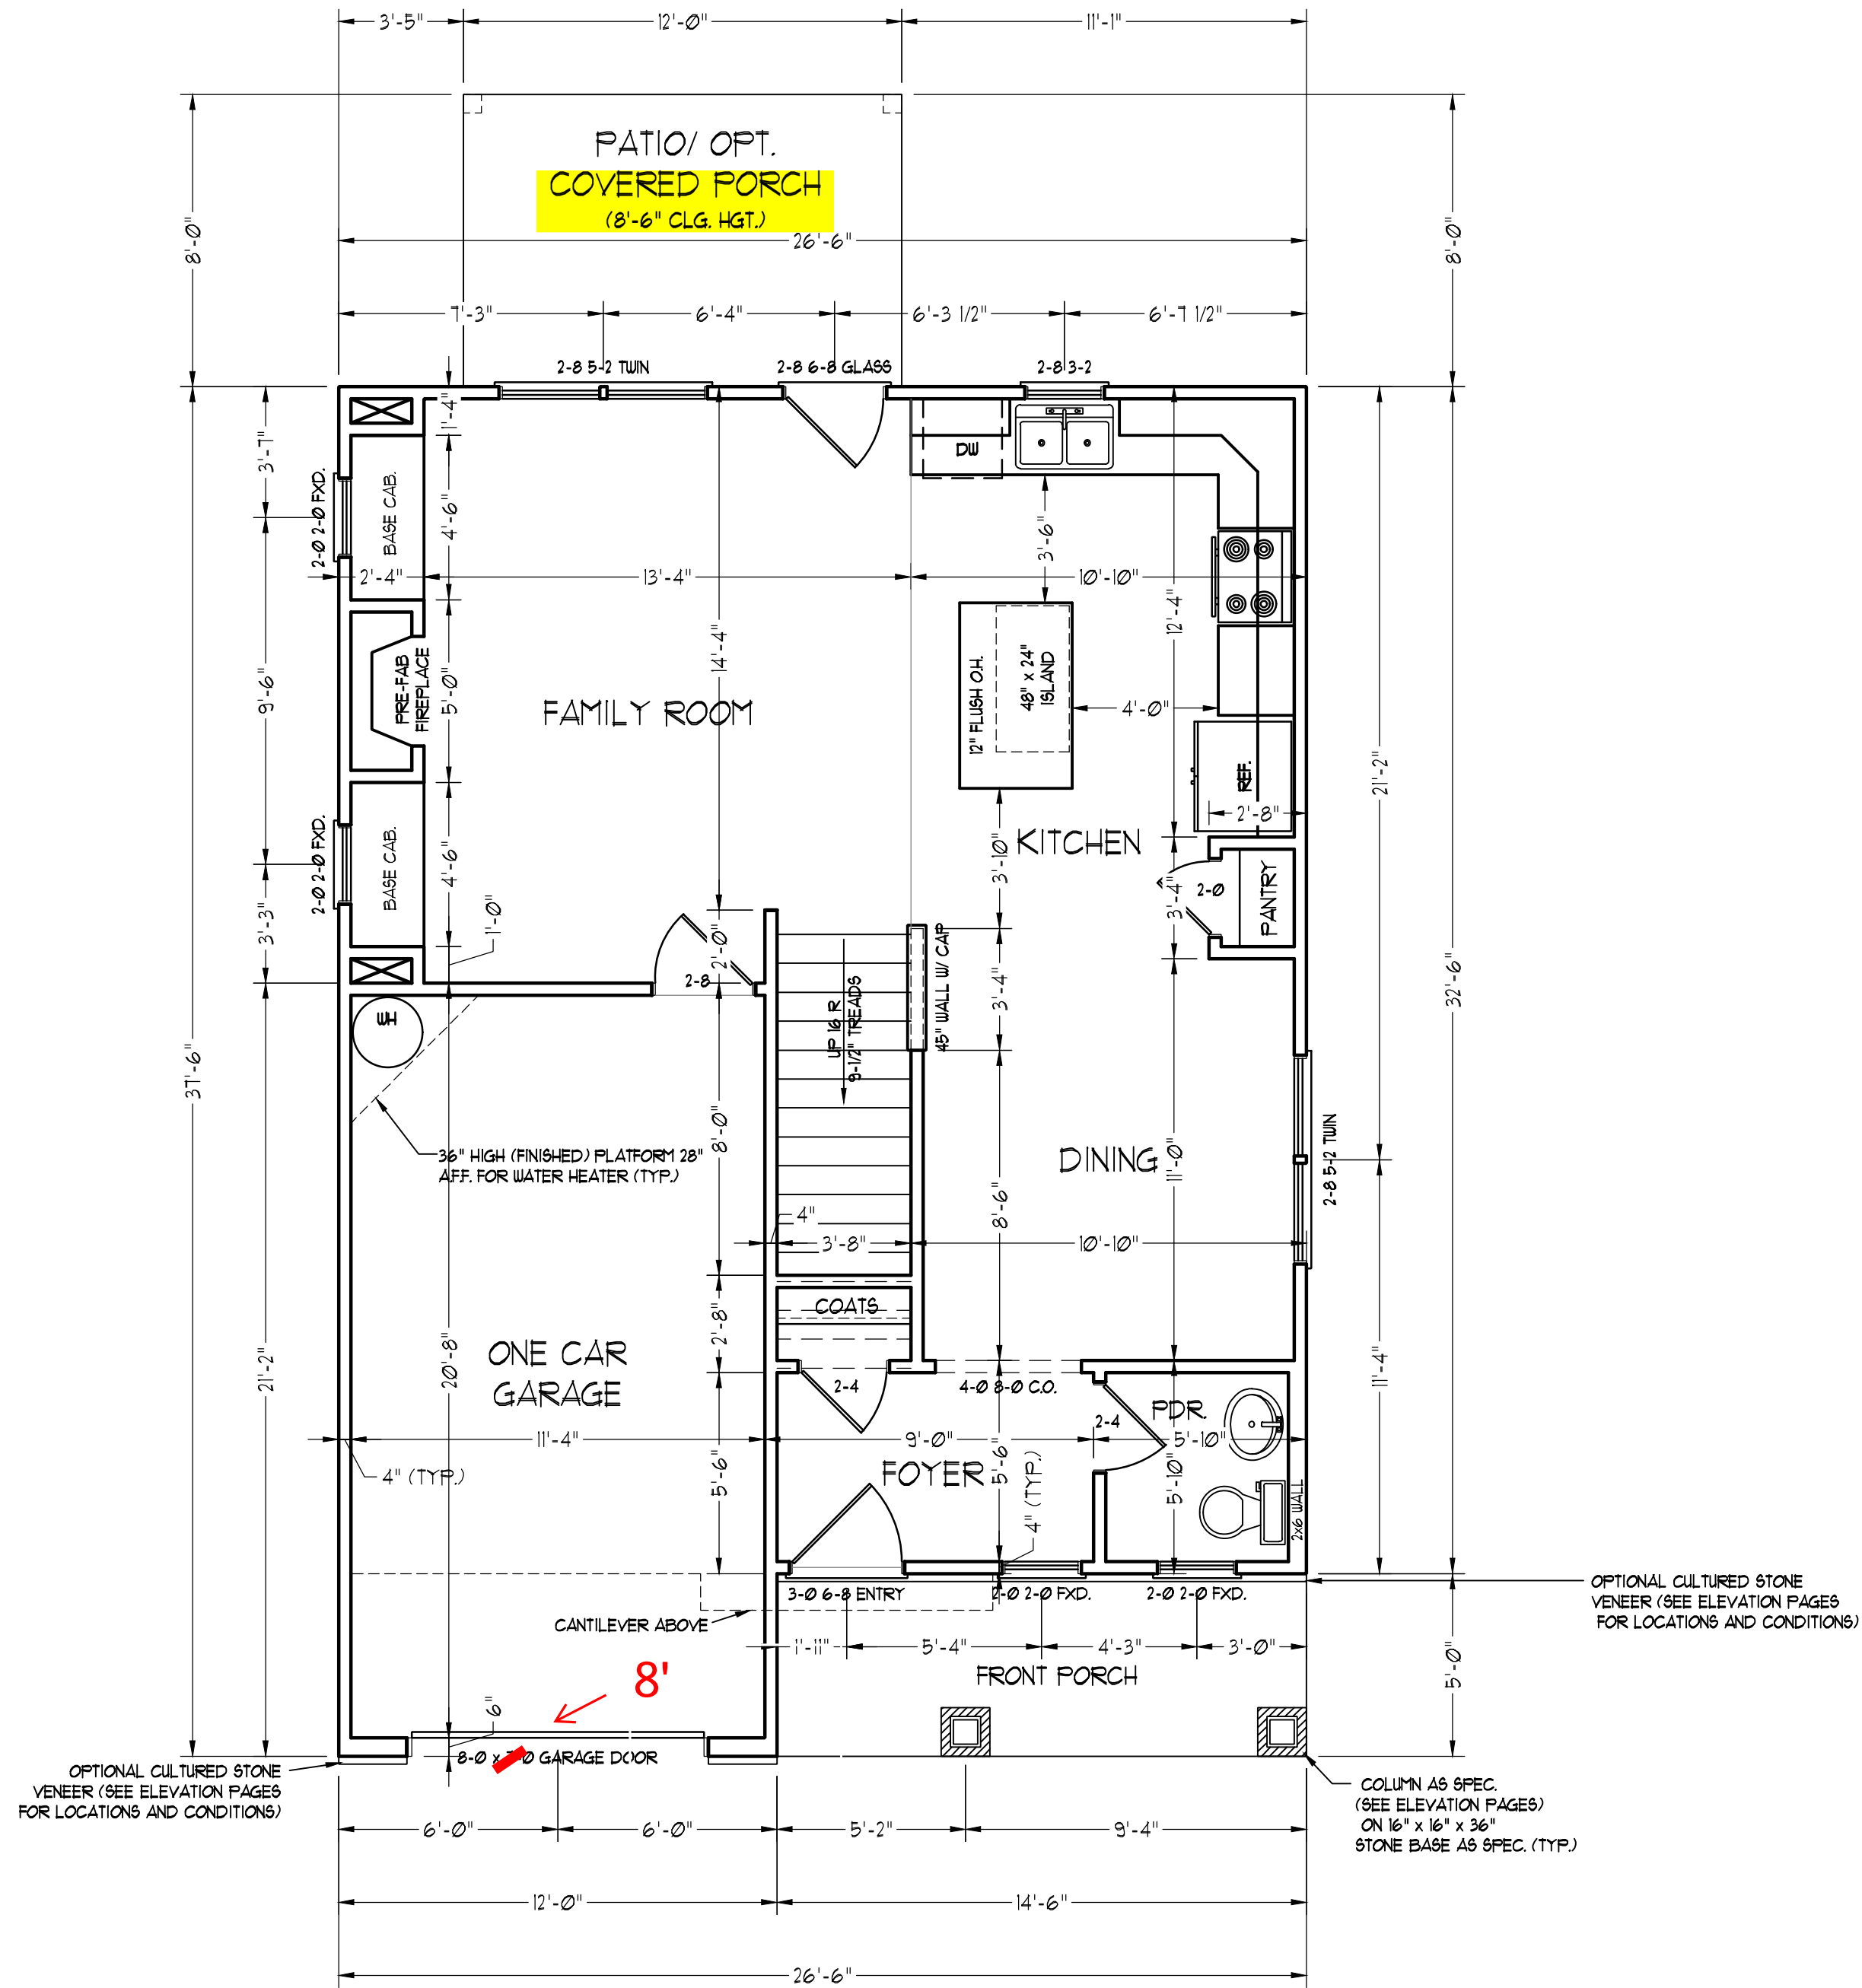 3'-5"
12'-0"
11'-1"
PATIO/ OPT.
COVERED PORCH
(8'-6" CLG. HGT.)
26'-6"
8'-0"
8'-0"
7'-3"
6'-4"
6'-3 1/2"
6'-7 1/2"
2-8 5-2 TWIN
2-8 6-8 GLASS
2-8 3-2
1'-4"
3'-7"
2-0 2-0 FXD.
BASE CAB.
4'-6"
DW
3'-6"
2'-4"
13'-4"
10'-10"
12'-4"
14'-4"
9'-6"
PRE-FAB
FIREPLACE
5'-0"
FAMILY ROOM
12" FLUSH O.H.
48" x 24"
ISLAND
4'-0"
REF.
2'-8"
21'-2"
KITCHEN
3'-10"
2-0 2-0 FXD.
BASE CAB.
4'-6"
3'-4"
2-0
PANTRY
3'-3"
1'-0"
2'-0"
2-8
UP 16 R
9-1/2" TREADS
45" WALL W/ CAP
3'-4"
32'-6"
WH
37'-6"
36" HIGH (FINISHED) PLATFORM 28"
A.F.F. FOR WATER HEATER (TYP.)
8'-0"
DINING
11'-0"
2-8 5-2 TWIN
8'-6"
4"
3'-8"
10'-10"
COATS
2'-8"
ONE CAR
GARAGE
20'-8"
21'-2"
11'-4"
2-4
4-0 8-0 C.O.
2-4
PDR.
11'-4"
9'-0"
5'-10"
4" (TYP.)
5'-6"
FOYER
5'-6"
4" (TYP.)
5'-10"
2x6 WALL
3-0 6-8 ENTRY
2-0 2-0 FXD.
2-0 2-0 FXD.
OPTIONAL CULTURED STONE
VENEER (SEE ELEVATION PAGES
FOR LOCATIONS AND CONDITIONS)
CANTILEVER ABOVE
1'-11"
5'-4"
4'-3"
3'-0"
5'-0"
FRONT PORCH
8'
6"
8-0 x 0 GARAGE DOOR
OPTIONAL CULTURED STONE
VENEER (SEE ELEVATION PAGES
FOR LOCATIONS AND CONDITIONS)
COLUMN AS SPEC.
(SEE ELEVATION PAGES)
ON 16" x 16" x 36"
STONE BASE AS SPEC. (TYP.)
6'-0"
6'-0"
5'-2"
9'-4"
12'-0"
14'-6"
26'-6"